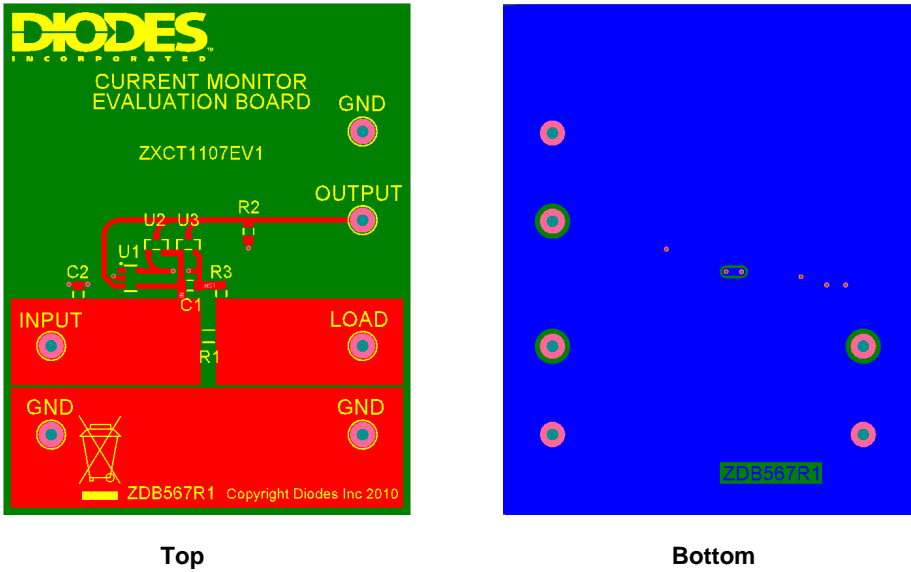 DIODES™
INCORPORATED
CURRENT MONITOR
EVALUATION BOARD
GND
ZXCT1107EV1
OUTPUT
R2
U2 U3
U1
C2
R3
C1
INPUT
LOAD
R1
GND
GND
ZDB567R1 Copyright Diodes Inc 2010
Top
ZDB567R1
Bottom